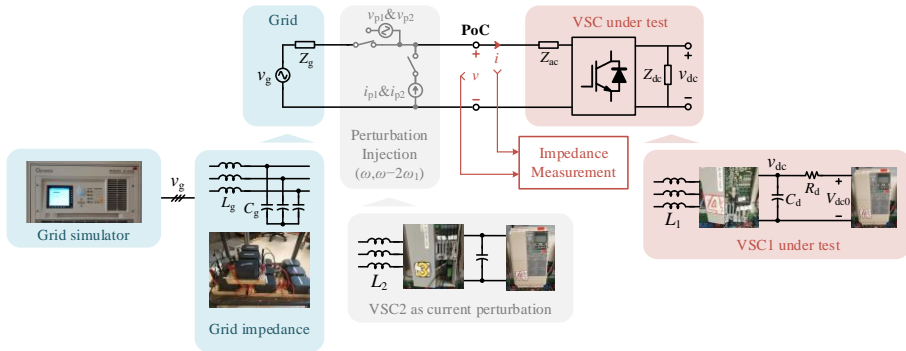 Grid
v_p1&v_p2
PoC
VSC under test
Z_g
v_g
i_p1&i_p2
+
i
v
−
Z_ac
Z_dc
+
v_dc
−
Perturbation
Injection
(ω,ω−2ω₁)
Impedance
Measurement
v_g
Grid simulator
L_g
C_g
Grid impedance
L_2
VSC2 as current perturbation
v_dc
R_d
+
C_d
V_dc0
−
L_1
VSC1 under test